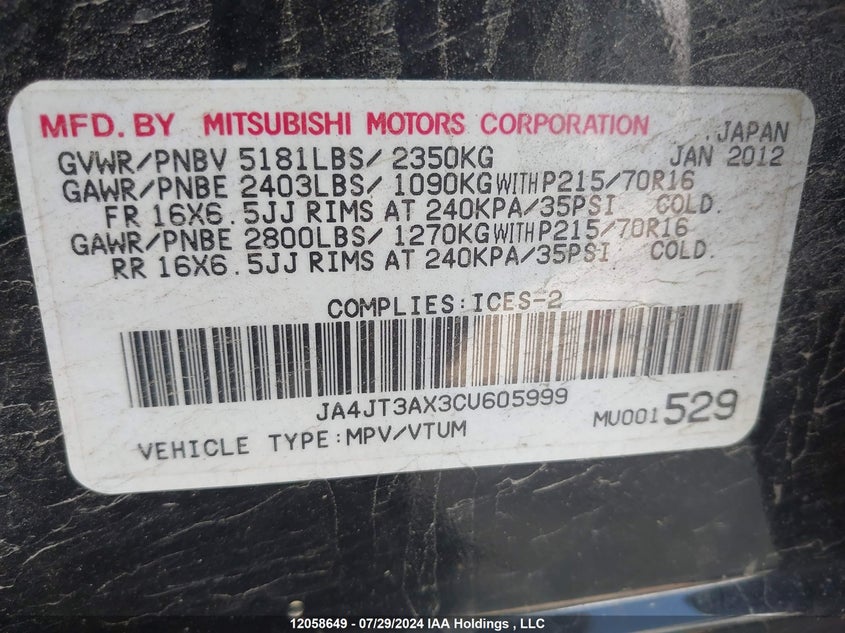 MFD. BY MITSUBISHI MOTORS CORPORATION JAPAN
GVWR/PNBV 5181LBS/ 2350KG JAN 2012
GAWR/PNBE 2403LBS/ 1090KG WITH P215/70R16
FR 16X6.5JJ RIMS AT 240KPA/35PSI COLD.
GAWR/PNBE 2800LBS/ 1270KG WITH P215/70R16
RR 16X6.5JJ RIMS AT 240KPA/35PSI COLD.
COMPLIES:ICES-2
JA4JT3AX3CU605999
VEHICLE TYPE:MPV/VTUM MU001529
12058649 - 07/29/2024 IAA Holdings , LLC